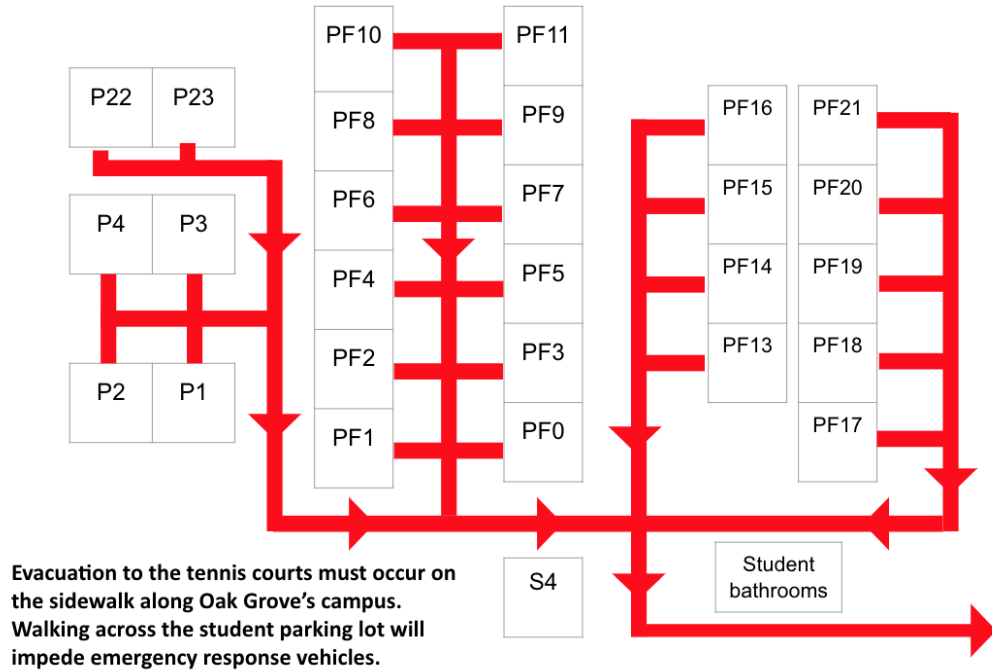 PF10 PF11
P22 P23
PF8 PF9
PF16 PF21
PF6 PF7
PF15 PF20
P4 P3
PF4 PF5
PF14 PF19
PF2 PF3
PF13 PF18
P2 P1
PF1 PF0
PF17
S4
Student
bathrooms
Evacuation to the tennis courts must occur on
the sidewalk along Oak Grove’s campus.
Walking across the student parking lot will
impede emergency response vehicles.